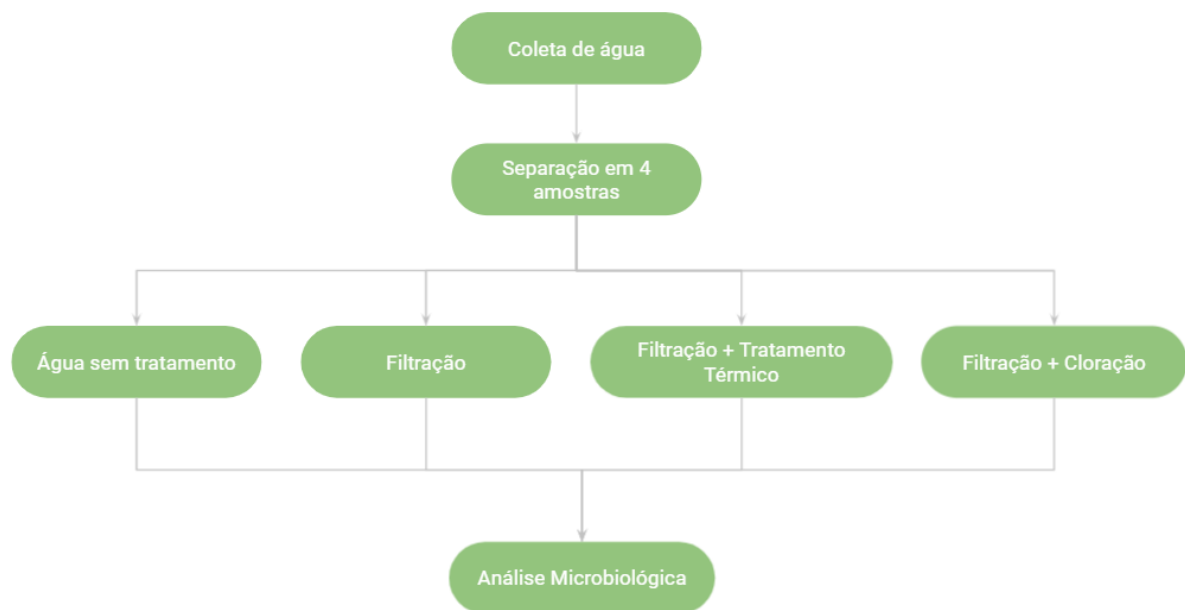 Coleta de água
Separação em 4
amostras
Água sem tratamento
Filtração
Filtração + Tratamento
Térmico
Filtração + Cloração
Análise Microbiológica